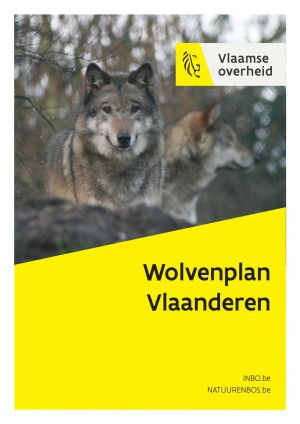 Vlaamse
overheid
Wolvenplan
Vlaanderen
INBO.be
NATUURENBOS.be